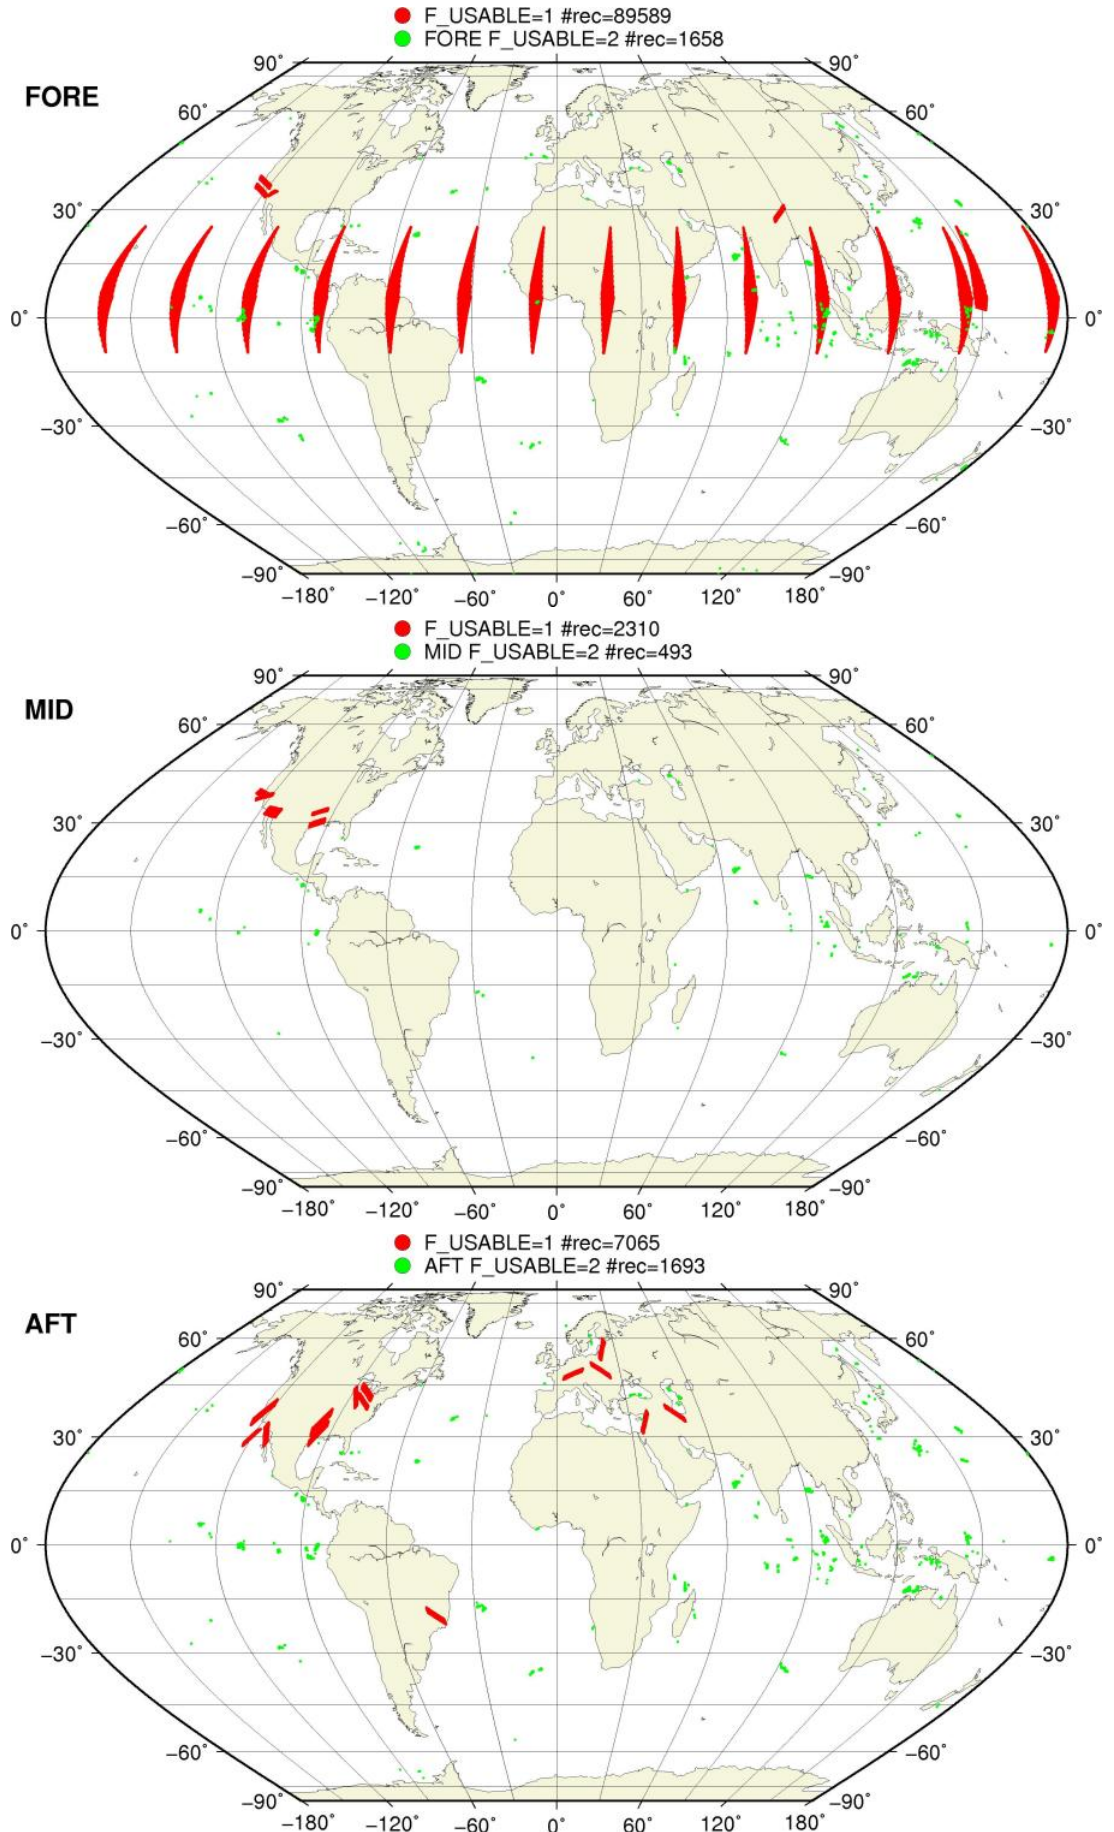 F_USABLE=1 #rec=89589
FORE F_USABLE=2 #rec=1658
FORE
90° 90°
60° 60°
30° 30°
0° 0°
−30° −30°
−60° −60°
−90° −90°
−180° −120° −60° 0° 60° 120° 180°
F_USABLE=1 #rec=2310
MID F_USABLE=2 #rec=493
MID
90° 90°
60° 60°
30° 30°
0° 0°
−30° −30°
−60° −60°
−90° −90°
−180° −120° −60° 0° 60° 120° 180°
F_USABLE=1 #rec=7065
AFT F_USABLE=2 #rec=1693
AFT
90° 90°
60° 60°
30° 30°
0° 0°
−30° −30°
−60° −60°
−90° −90°
−180° −120° −60° 0° 60° 120° 180°